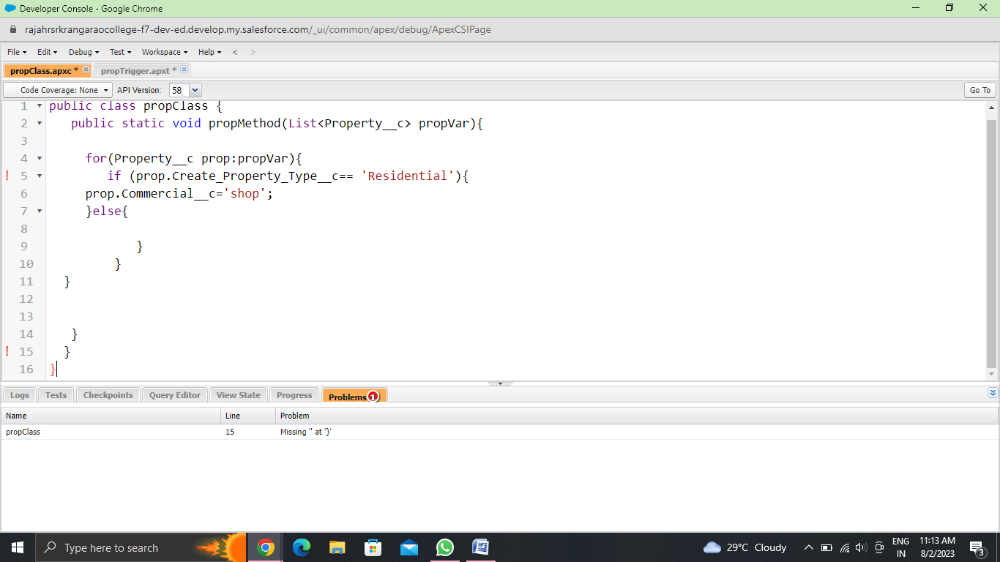 Developer Console - Google Chrome
rajahrsrkrangaraocollege-f7-dev-ed.develop.my.salesforce.com/_ui/common/apex/debug/ApexCSIPage
File Edit Debug Test Workspace Help < >
propClass.apxc * propTrigger.apxt *
Code Coverage: None API Version: 58 Go To
1 public class propClass {
2 public static void propMethod(List<Property__c> propVar){
3
4 for(Property__c prop:propVar){
! 5 if (prop.Create_Property_Type__c== 'Residential'){
6 prop.Commercial__c='shop';
7 }else{
8
9 }
10 }
11 }
12
13
14 }
! 15 }
16 }
Logs Tests Checkpoints Query Editor View State Progress Problems 1
Name Line Problem
propClass 15 Missing '' at '}'
Type here to search
29°C Cloudy
ENG
IN
11:13 AM
8/2/2023
3